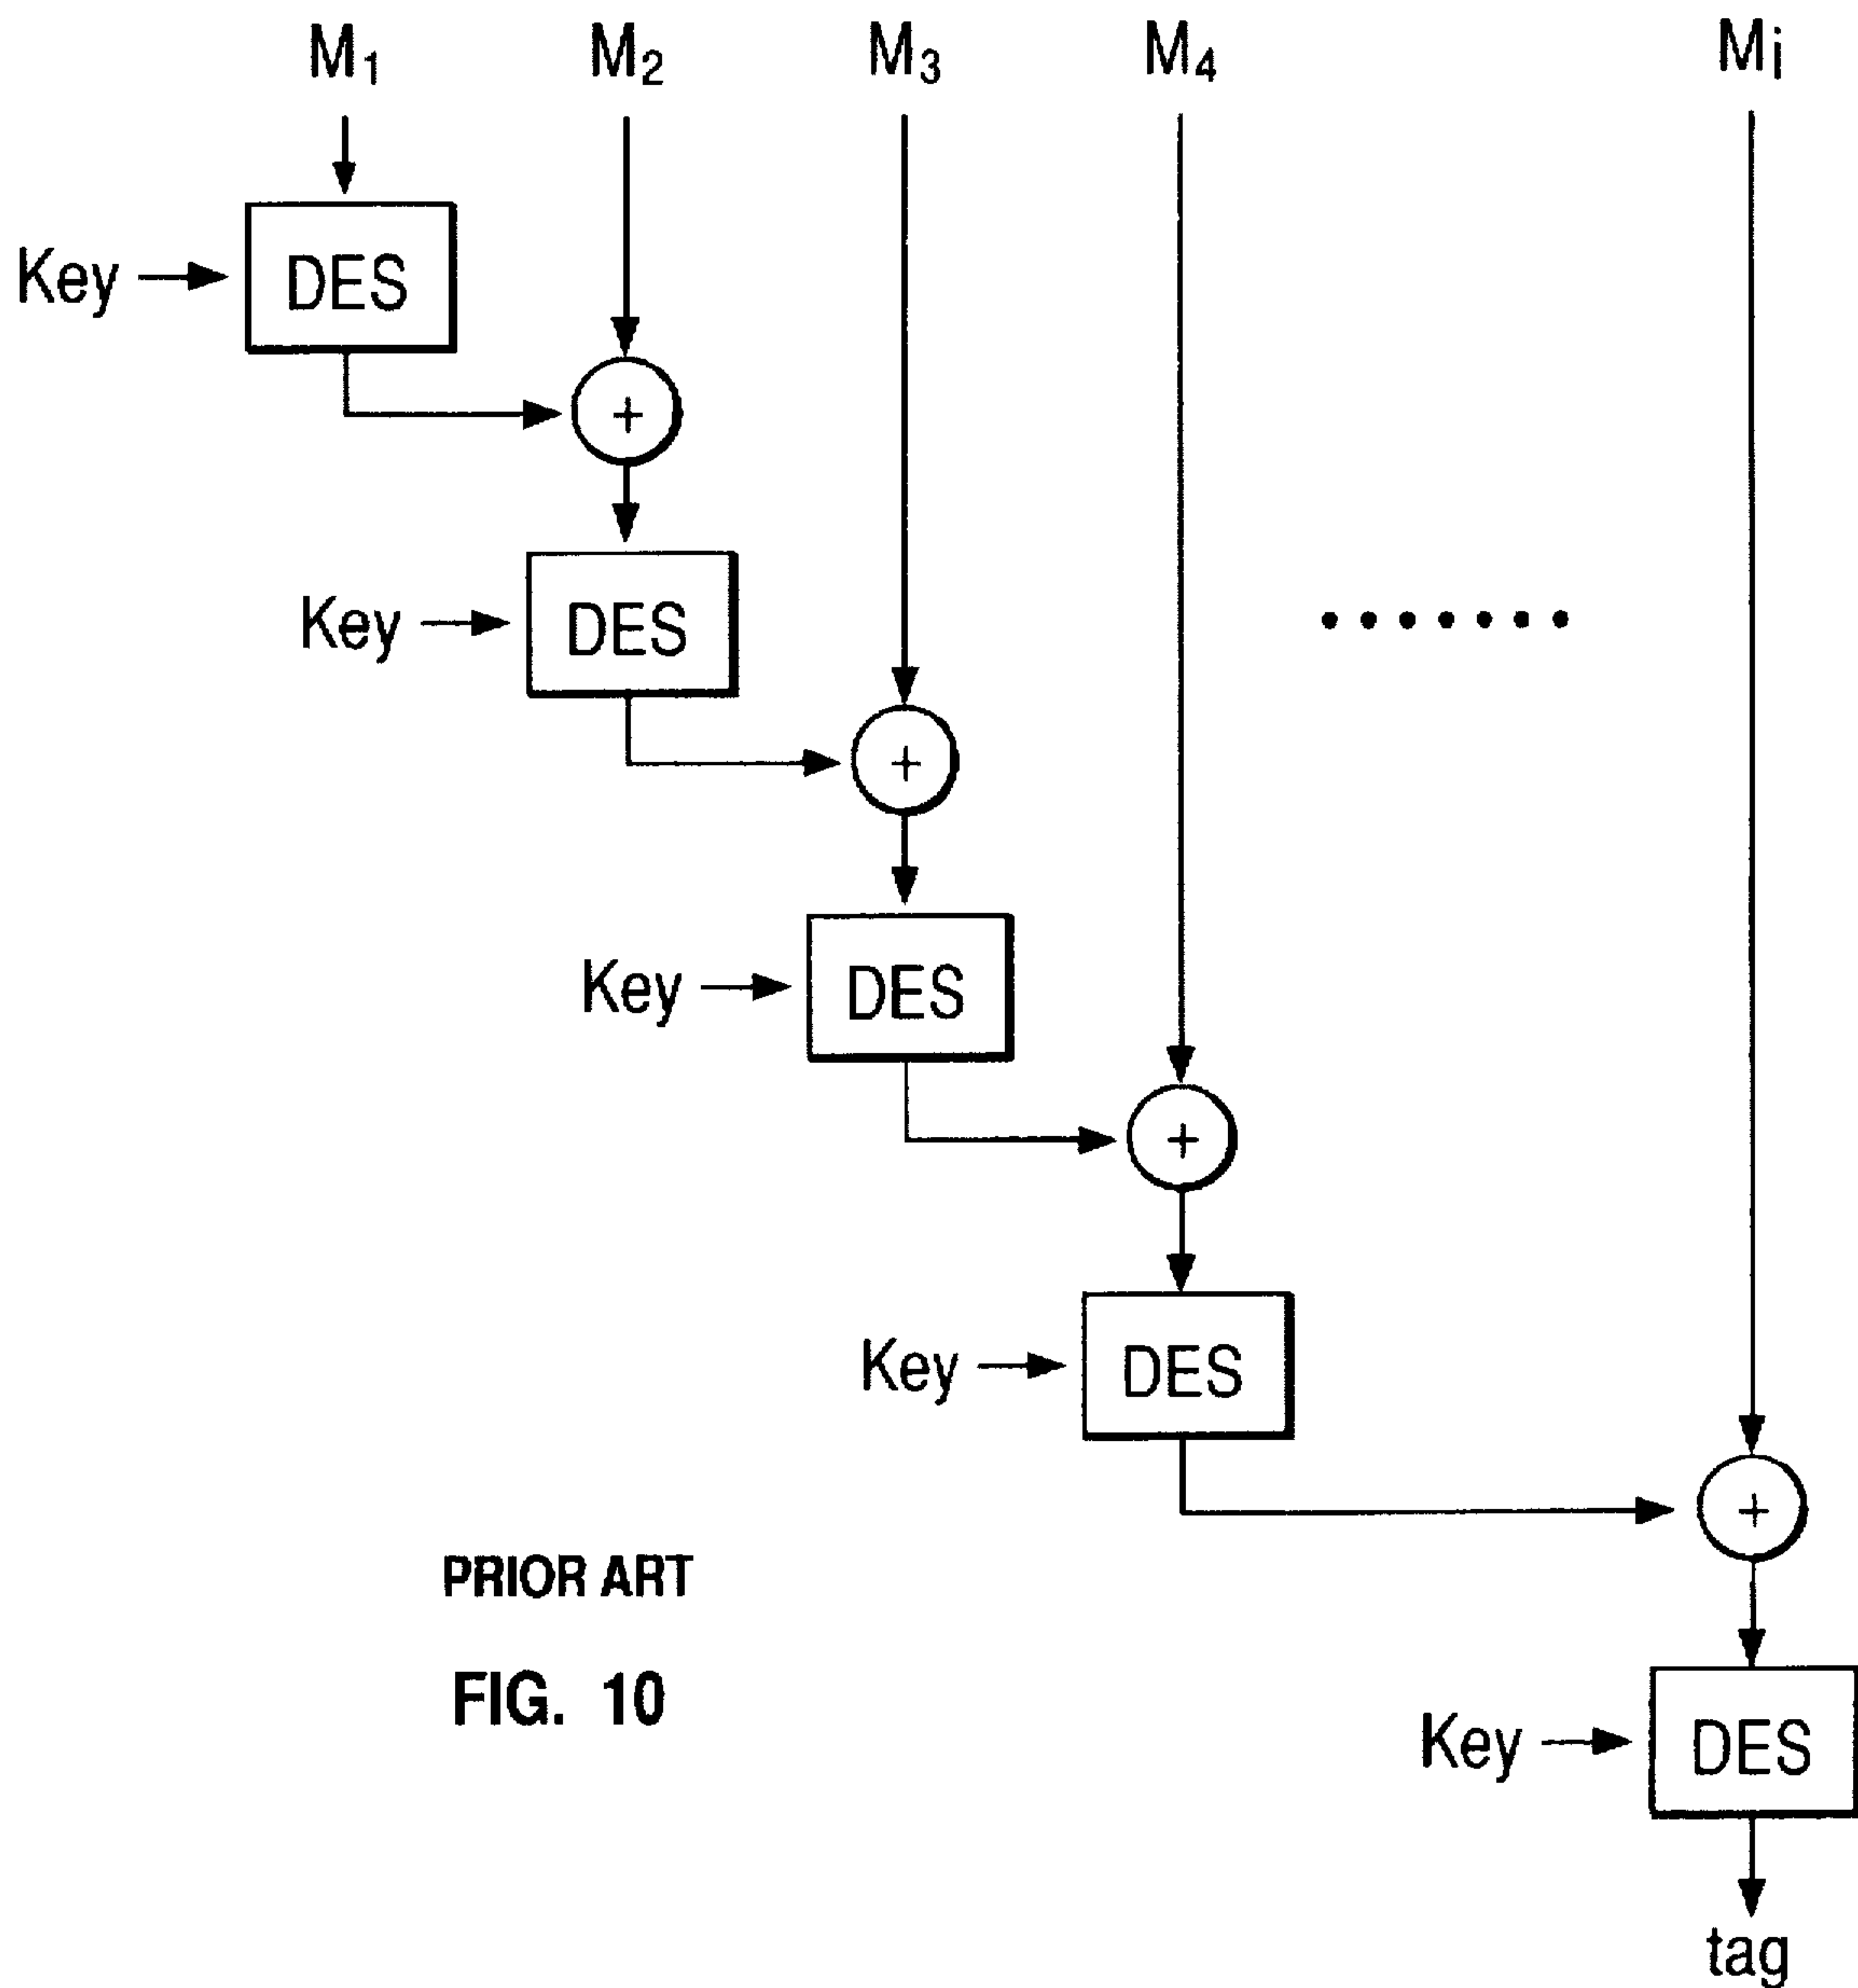 M₁ M₂ M₃ M₄ Mi
Key DES
+
Key DES
+
Key DES
+
Key DES
+
PRIOR ART
FIG. 10
Key DES
tag